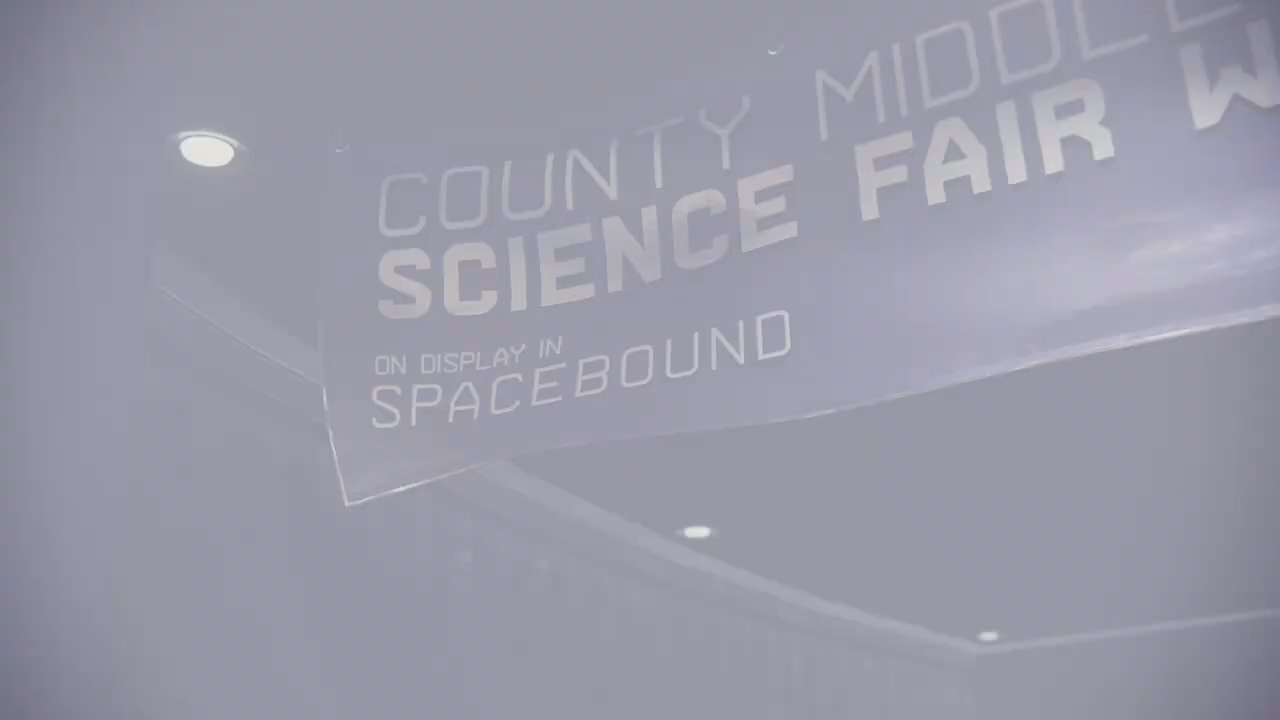 COUNTY MIDDLE
SCIENCE FAIR W
ON DISPLAY IN
SPACEBOUND